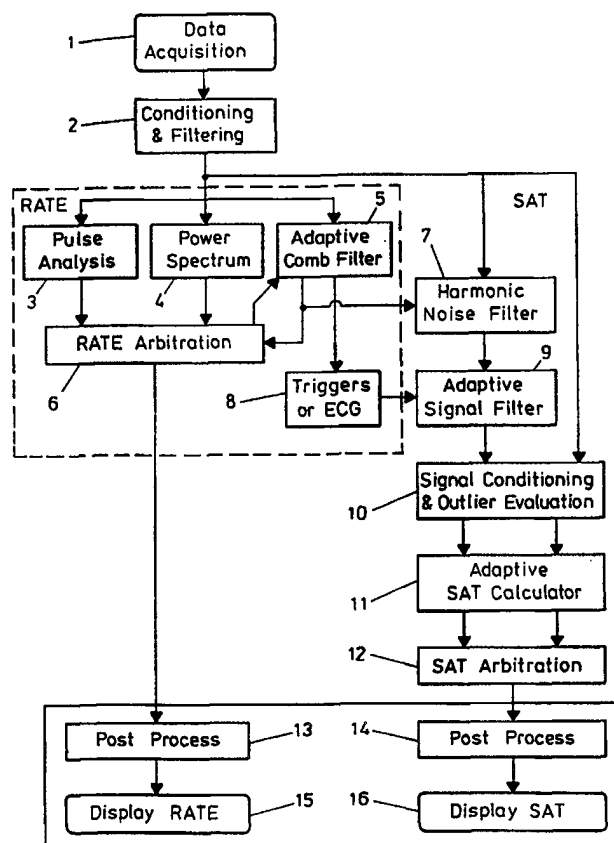 1
Data
Acquisition
2
Conditioning
& Filtering
RATE
5
SAT
Pulse
Analysis
3
Power
Spectrum
4
Adaptive
Comb Filter
7
Harmonic
Noise Filter
RATE Arbitration
6
8
Triggers
or ECG
9
Adaptive
Signal Filter
Signal Conditioning
& Outlier Evaluation
10
Adaptive
SAT Calculator
11
12
SAT Arbitration
Post Process
13
14
Post Process
Display RATE
15
16
Display SAT